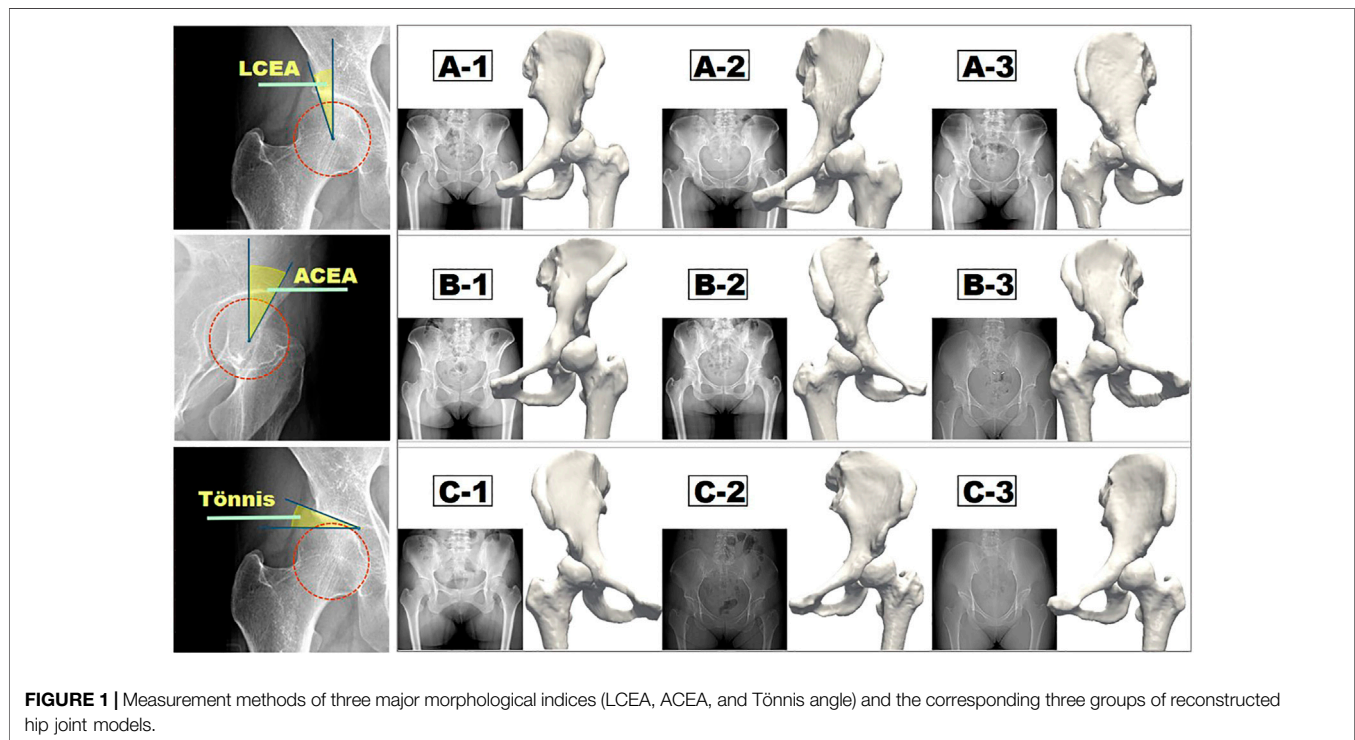 LCEA
A-1
A-2
A-3
ACEA
B-1
B-2
B-3
Tönnis
C-1
C-2
C-3
FIGURE 1 | Measurement methods of three major morphological indices (LCEA, ACEA, and Tönnis angle) and the corresponding three groups of reconstructed
hip joint models.